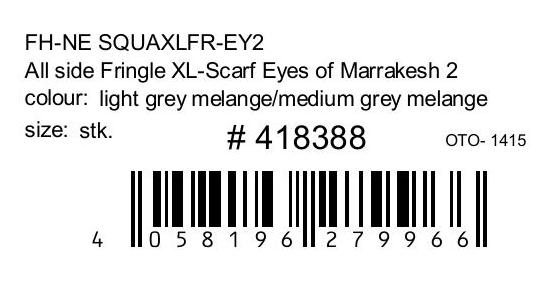 FH-NE SQUAXLFR-EY2
All side Fringle XL-Scarf Eyes of Marrakesh 2
colour: light grey melange/medium grey melange
size: stk.
# 418388
OTO- 1415
4 058196 279966